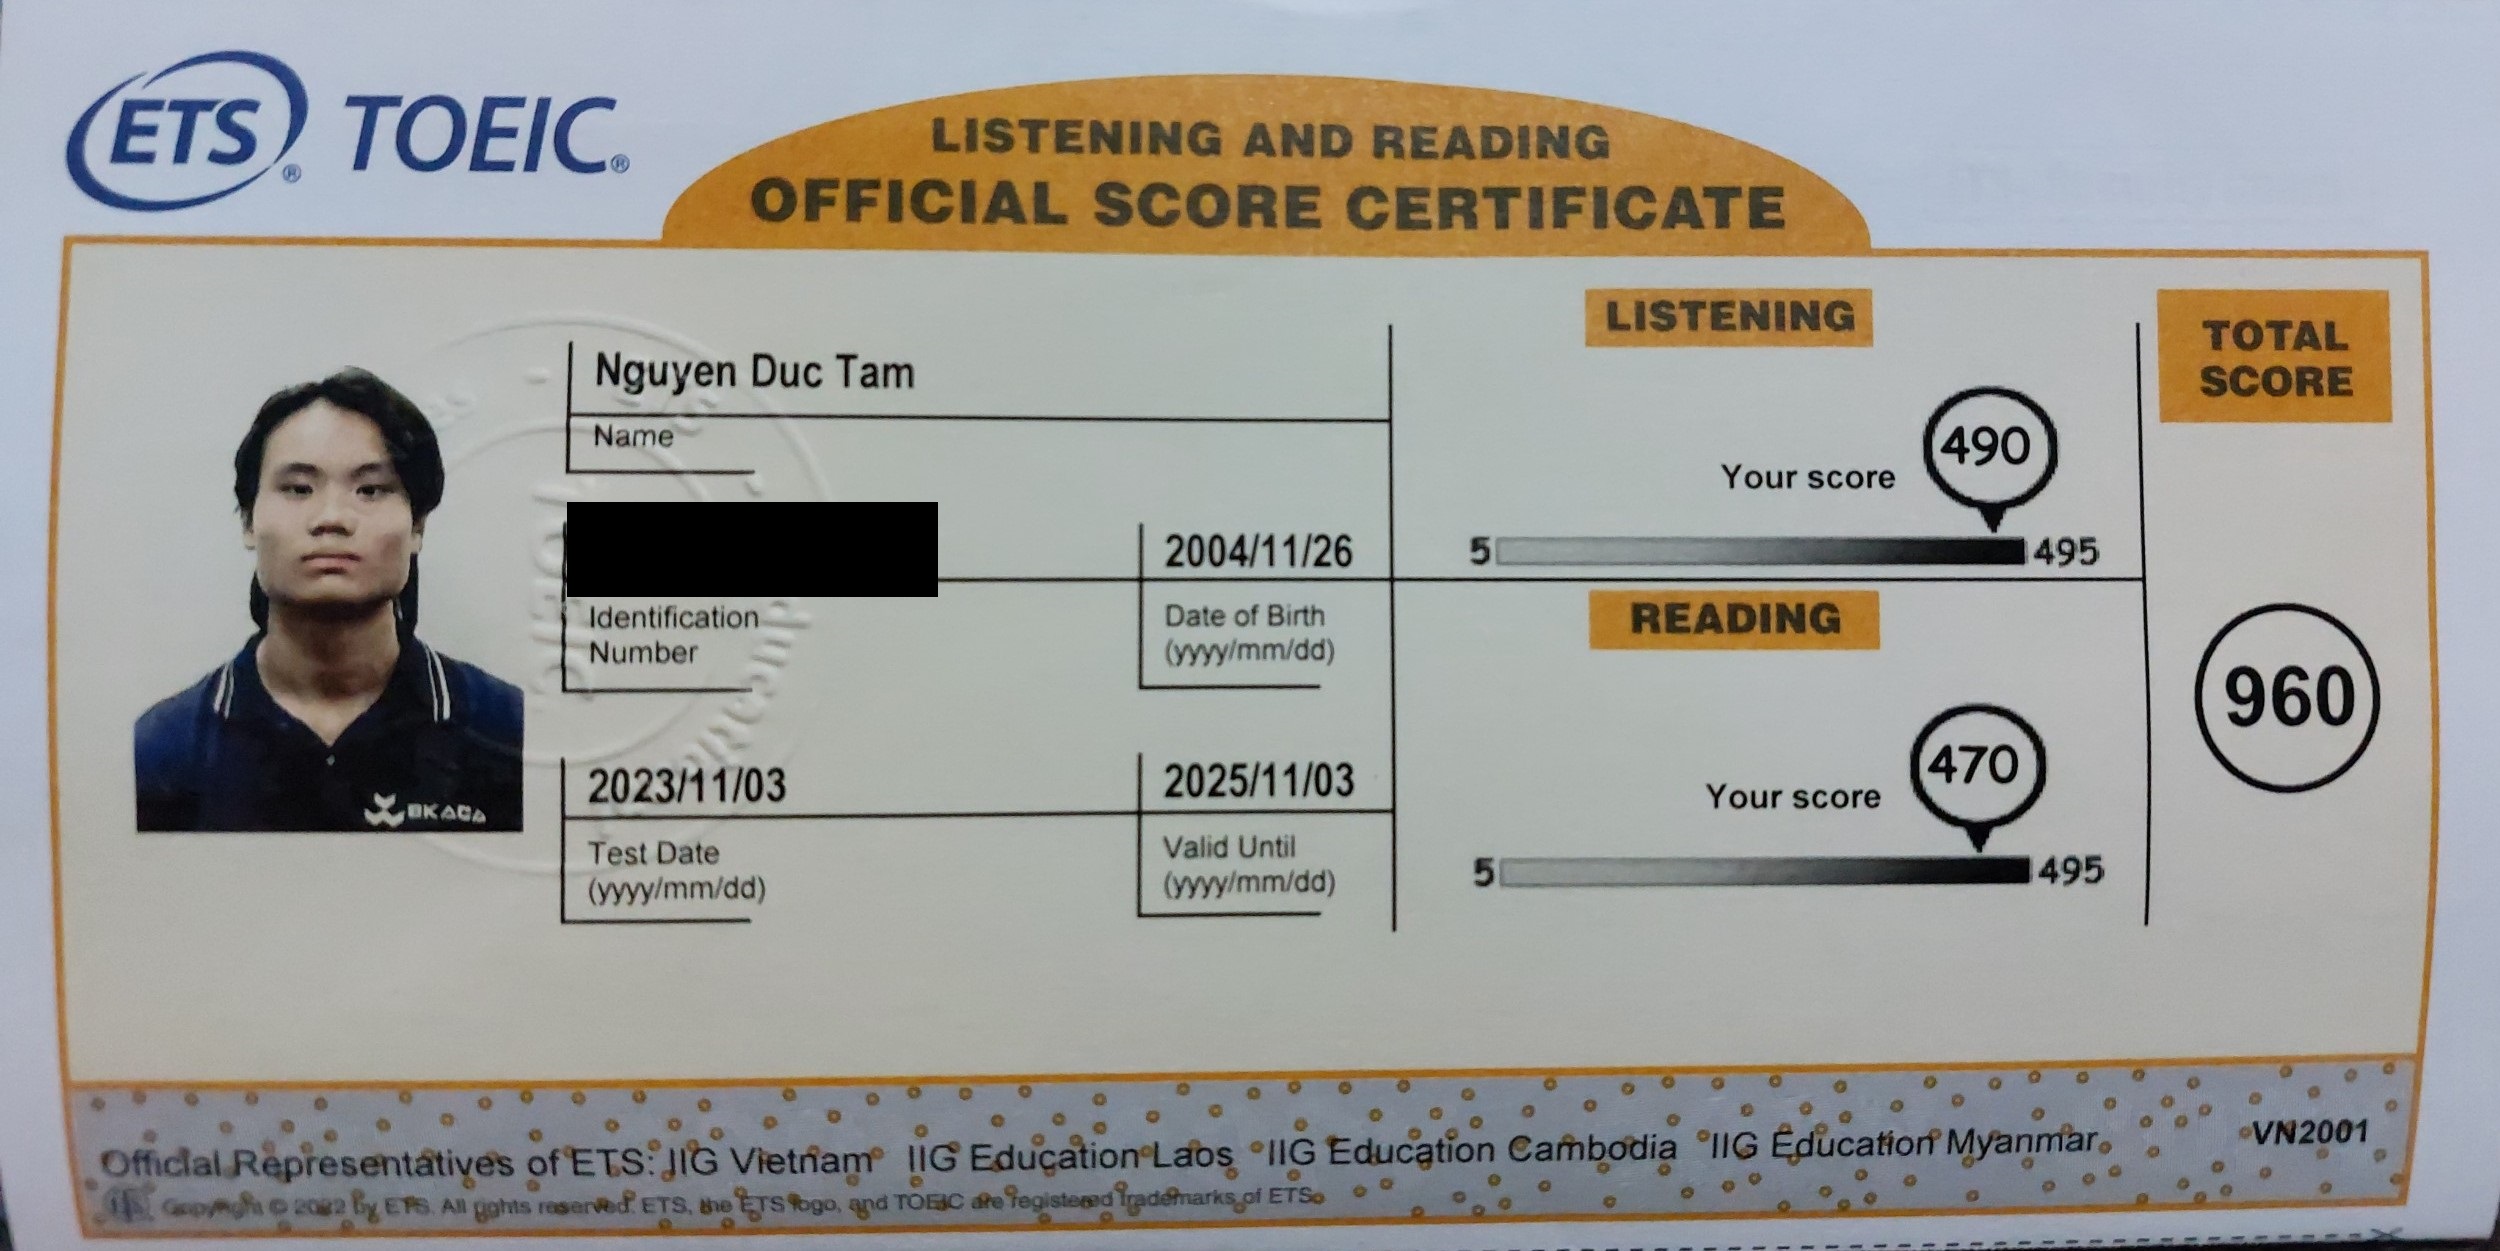 ETS® TOEIC®
LISTENING AND READING
OFFICIAL SCORE CERTIFICATE
Nguyen Duc Tam
Name
Identification
Number
2004/11/26
Date of Birth
(yyyy/mm/dd)
2023/11/03
Test Date
(yyyy/mm/dd)
2025/11/03
Valid Until
(yyyy/mm/dd)
LISTENING
Your score 490
5 495
READING
Your score 470
5 495
TOTAL
SCORE
960
Official Representatives of ETS: IIG Vietnam IIG Education Laos IIG Education Cambodia IIG Education Myanmar
VN2001
Copyright © 2022 by ETS. All rights reserved. ETS, the ETS logo, and TOEIC are registered trademarks of ETS.